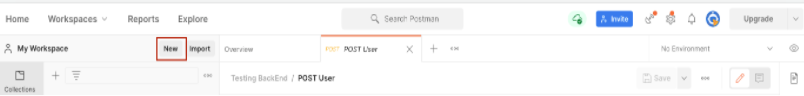 Home Workspaces Reports Explore Search Postman Invite Upgrade
My Workspace New Import Overview POST POST User No Environment
Collections Testing BackEnd / POST User Save